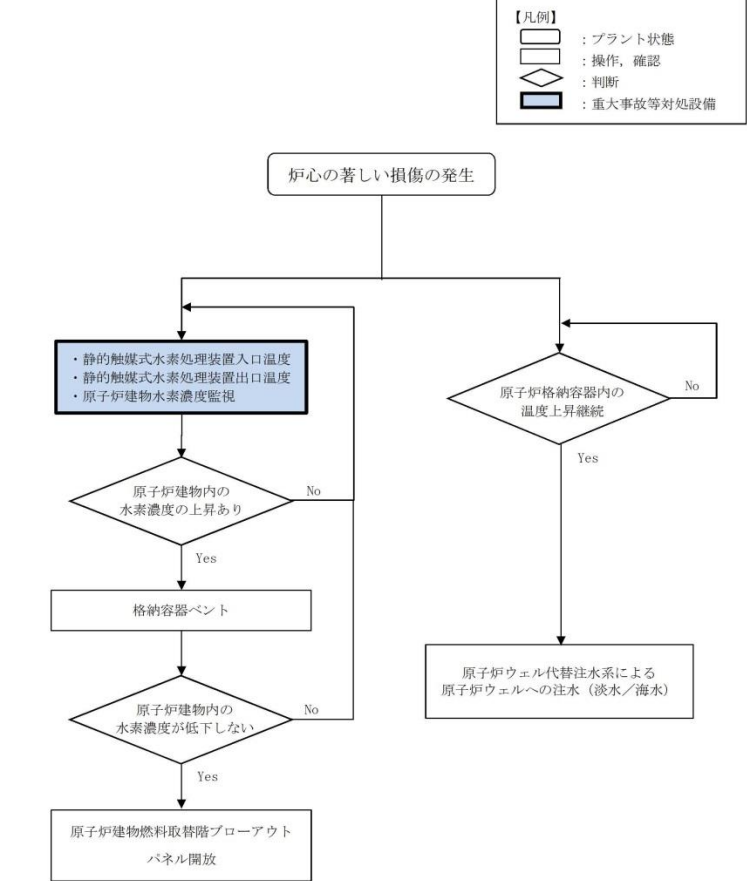 【凡例】
：プラント状態
：操作，確認
：判断
：重大事故等対処設備
炉心の著しい損傷の発生
・静的触媒式水素処理装置入口温度
・静的触媒式水素処理装置出口温度
・原子炉建物水素濃度監視
原子炉建物内の
水素濃度の上昇あり
No
Yes
格納容器ベント
原子炉建物内の
水素濃度が低下しない
No
Yes
原子炉建物燃料取替階ブローアウト
パネル開放
原子炉格納容器内の
温度上昇継続
No
Yes
原子炉ウェル代替注水系による
原子炉ウェルへの注水（淡水／海水）